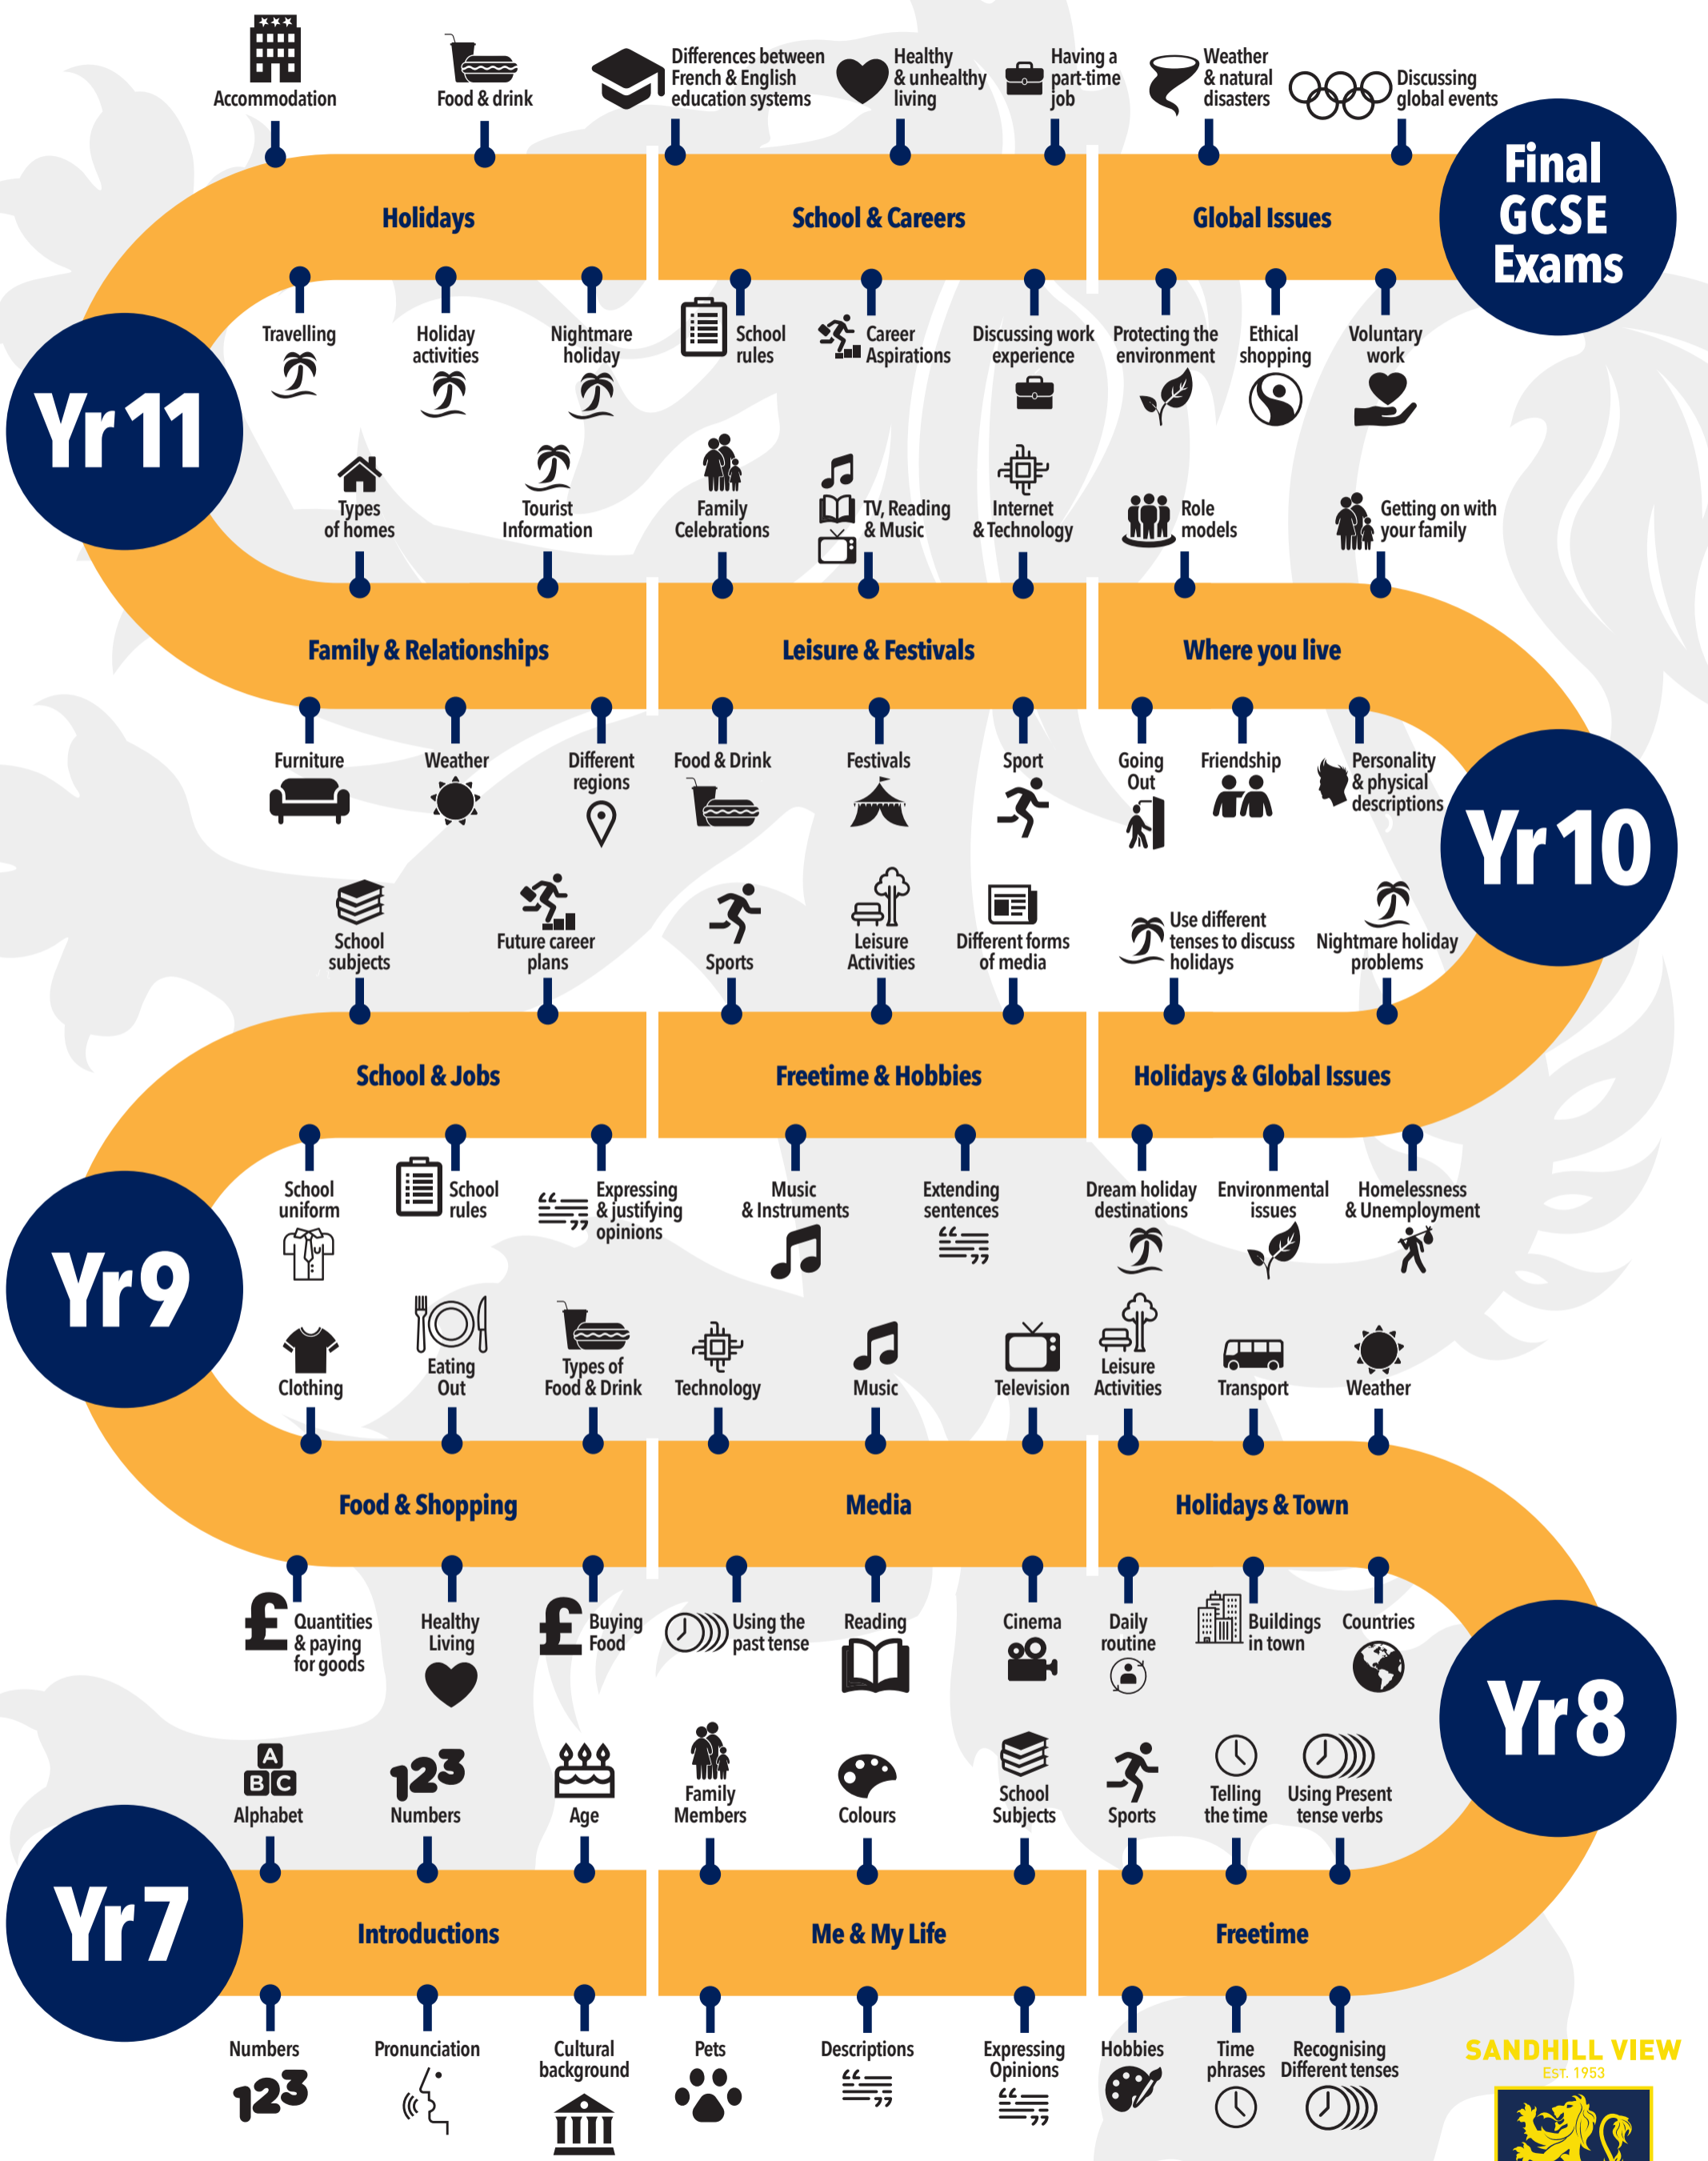 Accommodation
Food & drink
Differences between
French & English
education systems
Healthy
& unhealthy
living
Having a
part-time
job
Weather
& natural
disasters
Discussing
global events
Final
GCSE
Exams
Holidays
School & Careers
Global Issues
Travelling
Holiday
activities
Nightmare
holiday
School
rules
Career
Aspirations
Discussing work
experience
Protecting the
environment
Ethical
shopping
Voluntary
work
Yr 11
Types
of homes
Tourist
Information
Family
Celebrations
TV, Reading
& Music
Internet
& Technology
Role
models
Getting on with
your family
Family & Relationships
Leisure & Festivals
Where you live
Furniture
Weather
Different
regions
Food & Drink
Festivals
Sport
Going
Out
Friendship
Personality
& physical
descriptions
Yr 10
School
subjects
Future career
plans
Sports
Leisure
Activities
Different forms
of media
Use different
tenses to discuss
holidays
Nightmare holiday
problems
School & Jobs
Freetime & Hobbies
Holidays & Global Issues
School
uniform
School
rules
Expressing
& justifying
opinions
Music
& Instruments
Extending
sentences
Dream holiday
destinations
Environmental
issues
Homelessness
& Unemployment
Yr 9
Clothing
Eating
Out
Types of
Food & Drink
Technology
Music
Television
Leisure
Activities
Transport
Weather
Food & Shopping
Media
Holidays & Town
£
Quantities
& paying
for goods
Healthy
Living
£
Buying
Food
Using the
past tense
Reading
Cinema
Daily
routine
Buildings
in town
Countries
Yr 8
A
B C
Alphabet
123
Numbers
Age
Family
Members
Colours
School
Subjects
Sports
Telling
the time
Using Present
tense verbs
Yr 7
Introductions
Me & My Life
Freetime
Numbers
123
Pronunciation
Cultural
background
Pets
Descriptions
Expressing
Opinions
Hobbies
Time
phrases
Recognising
Different tenses
SANDHILL VIEW
EST. 1953